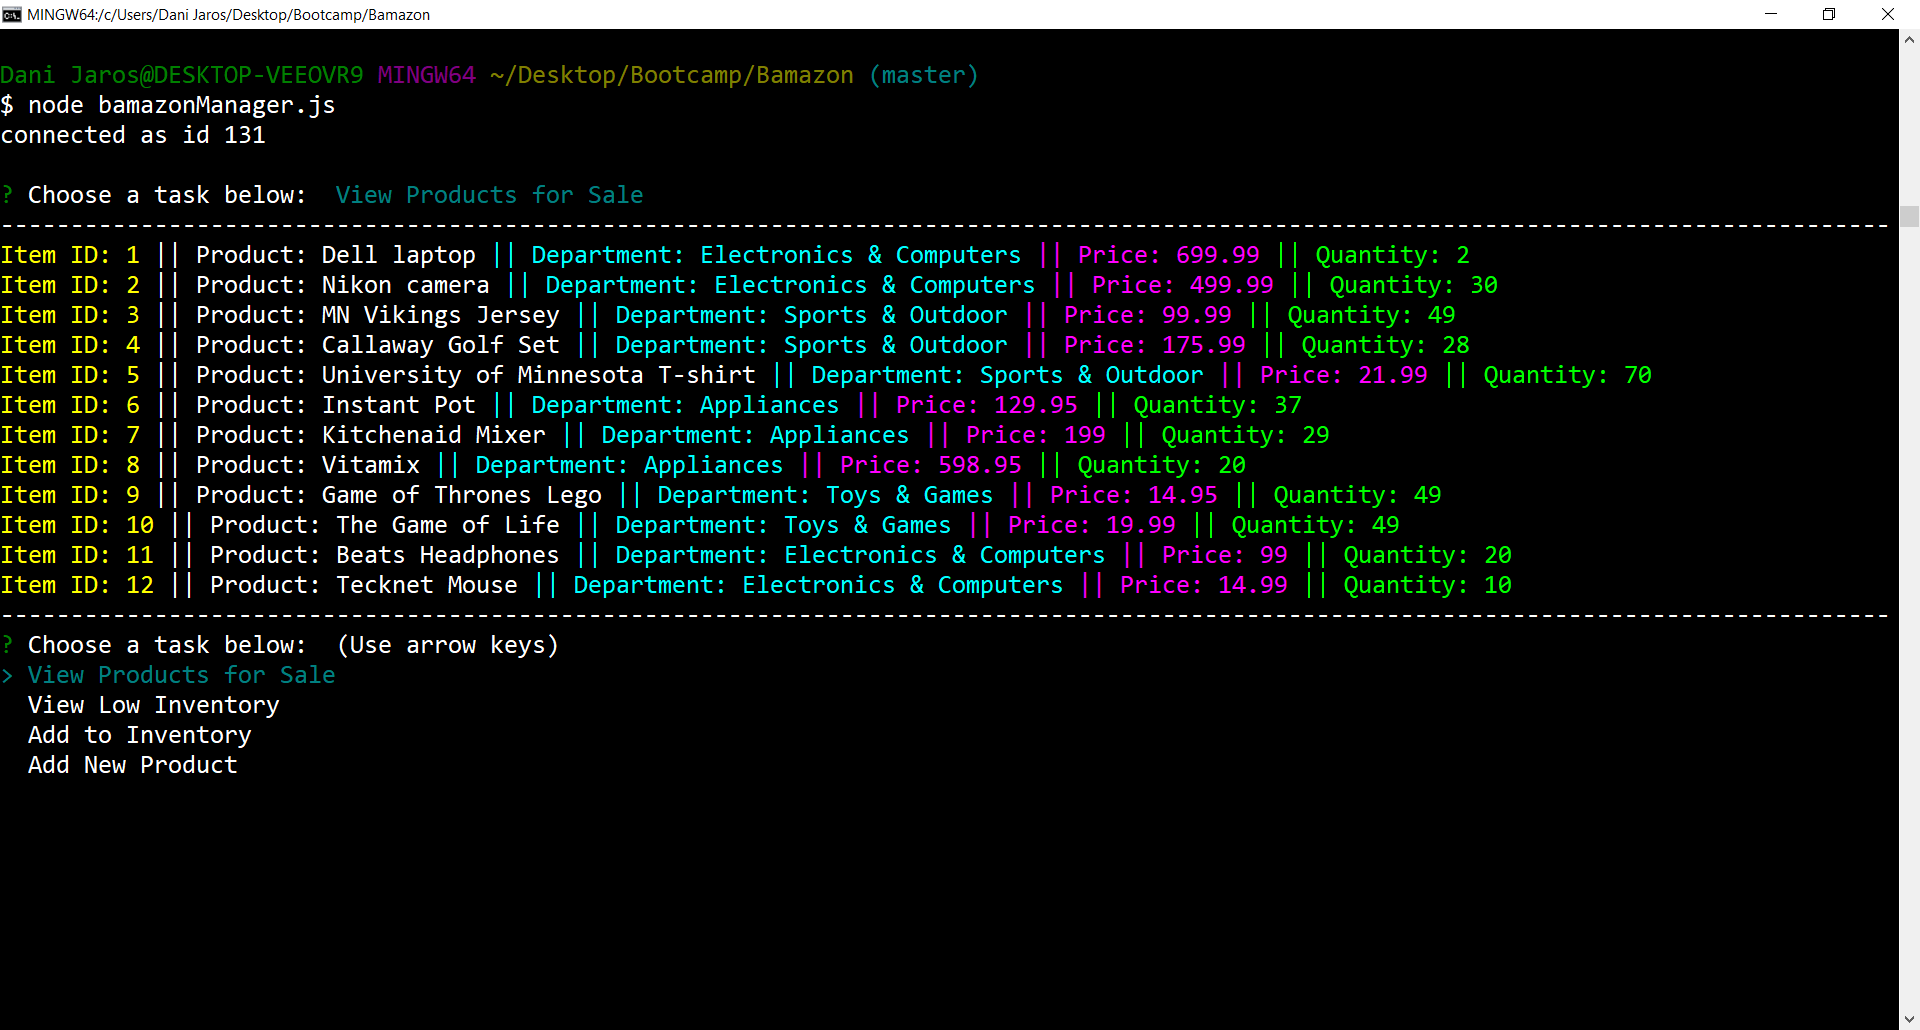 MINGW64:/c/Users/Dani Jaros/Desktop/Bootcamp/Bamazon
Dani Jaros@DESKTOP-VEEOVR9 MINGW64 ~/Desktop/Bootcamp/Bamazon (master)
$ node bamazonManager.js
connected as id 131
? Choose a task below:  View Products for Sale
---------------------------------------------------------------------------------------------------------------------------------------
Item ID: 1 || Product: Dell laptop || Department: Electronics & Computers || Price: 699.99 || Quantity: 2
Item ID: 2 || Product: Nikon camera || Department: Electronics & Computers || Price: 499.99 || Quantity: 30
Item ID: 3 || Product: MN Vikings Jersey || Department: Sports & Outdoor || Price: 99.99 || Quantity: 49
Item ID: 4 || Product: Callaway Golf Set || Department: Sports & Outdoor || Price: 175.99 || Quantity: 28
Item ID: 5 || Product: University of Minnesota T-shirt || Department: Sports & Outdoor || Price: 21.99 || Quantity: 70
Item ID: 6 || Product: Instant Pot || Department: Appliances || Price: 129.95 || Quantity: 37
Item ID: 7 || Product: Kitchenaid Mixer || Department: Appliances || Price: 199 || Quantity: 29
Item ID: 8 || Product: Vitamix || Department: Appliances || Price: 598.95 || Quantity: 20
Item ID: 9 || Product: Game of Thrones Lego || Department: Toys & Games || Price: 14.95 || Quantity: 49
Item ID: 10 || Product: The Game of Life || Department: Toys & Games || Price: 19.99 || Quantity: 49
Item ID: 11 || Product: Beats Headphones || Department: Electronics & Computers || Price: 99 || Quantity: 20
Item ID: 12 || Product: Tecknet Mouse || Department: Electronics & Computers || Price: 14.99 || Quantity: 10
---------------------------------------------------------------------------------------------------------------------------------------
? Choose a task below:  (Use arrow keys)
> View Products for Sale
  View Low Inventory
  Add to Inventory
  Add New Product